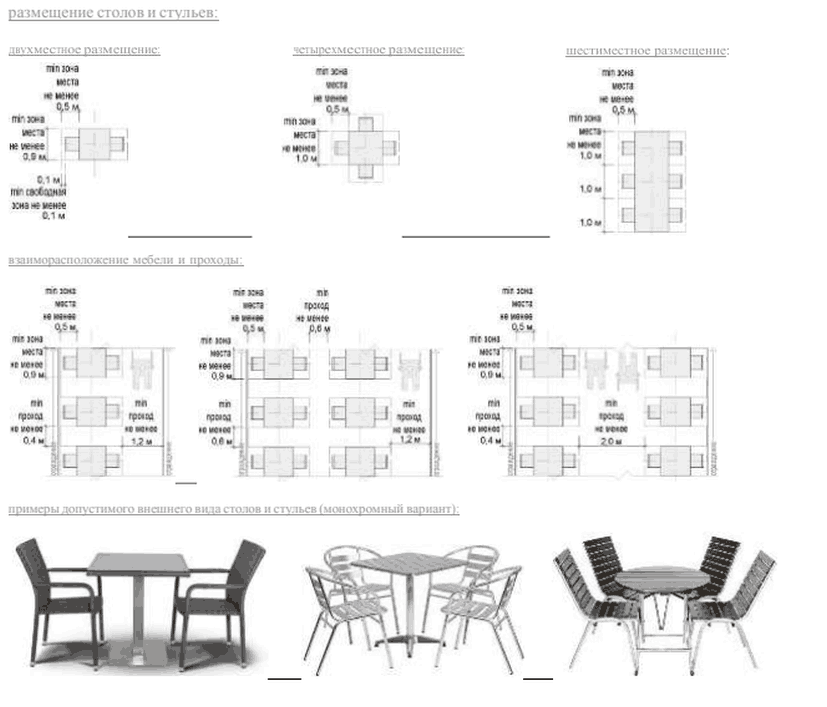 размещение столов и стульев:
двухместное размещение:
min зона
места
не менее
0,5 м
min зона
места
не менее
0,9 м
0,1 м
min свободная
зона не менее
0,1 м
четырехместное размещение:
min зона
места
не менее
0,5 м
min зона
места
не менее
1,0 м
шестиместное размещение:
min зона
места
не менее
0,5 м
min зона
места
не менее
1,0 м
1,0 м
1,0 м
взаиморасположение мебели и проходы:
min зона
места
не менее
0,5 м
min зона
места
не менее
0,9 м
min
проход
не менее
0,4 м
min
проход
не менее
1,2 м
ограждение
min зона
места
не менее
0,5 м
min
проход
не менее
0,6 м
min зона
места
не менее
0,9 м
min
проход
не менее
0,6 м
min
проход
не менее
1,2 м
ограждение
min зона
места
не менее
0,5 м
min зона
места
не менее
0,9 м
min
проход
не менее
0,4 м
min
проход
не менее
2,0 м
ограждение
ограждение
примеры допустимого внешнего вида столов и стульев (монохромный вариант):